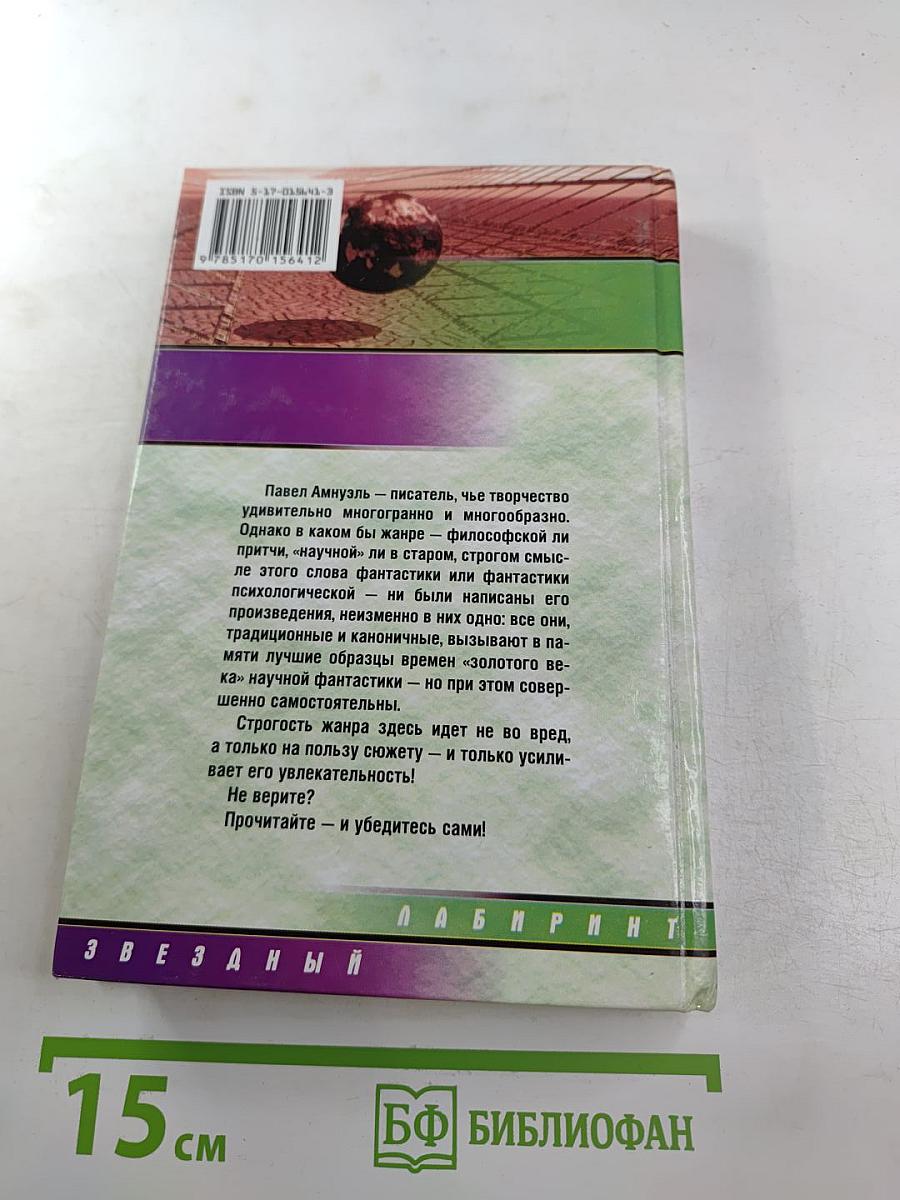 ISBN 5-17-015641-3
9 785170 156412
Павел Амнуэль — писатель, чье творчество
удивительно многогранно и многообразно.
Однако в каком бы жанре — философской ли
притчи, «научной» ли в старом, строгом смыс-
ле этого слова фантастики или фантастики
психологической — ни были написаны его
произведения, неизменно в них одно: все они,
традиционные и каноничные, вызывают в па-
мяти лучшие образцы времен «золотого ве-
ка» научной фантастики — но при этом совер-
шенно самостоятельны.
Строгость жанра здесь идет не во вред,
а только на пользу сюжету — и только усили-
вает его увлекательность!
Не верите?
Прочитайте — и убедитесь сами!
ЗВЕЗДНЫЙ
ЛАБИРИНТ
15 см
БФ БИБЛИОФАН